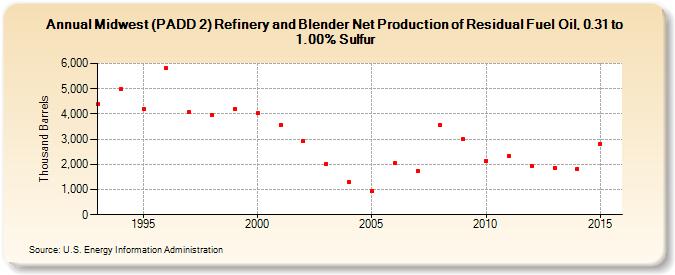 Annual Midwest (PADD 2) Refinery and Blender Net Production of Residual Fuel Oil, 0.31 to
1.00% Sulfur
Thousand Barrels
6,000
5,000
4,000
3,000
2,000
1,000
0
1995 2000 2005 2010 2015
Source: U.S. Energy Information Administration